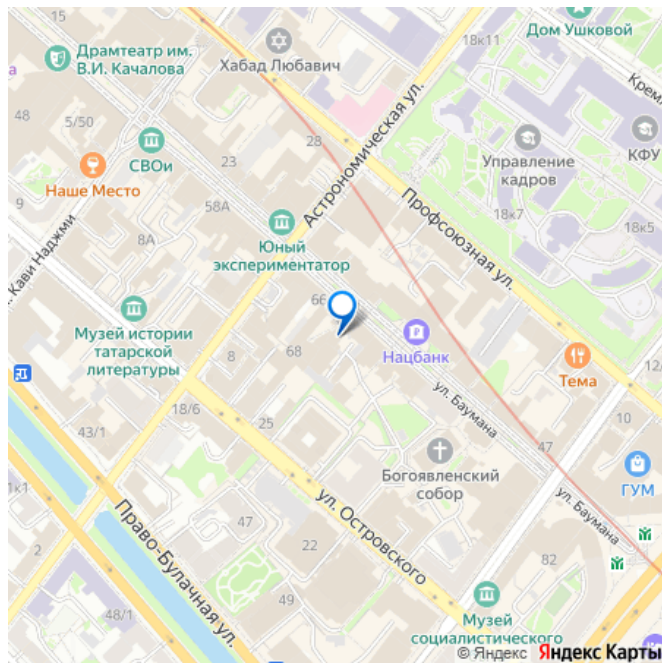 Дом Ушковой
18к11
Драмтеатр им.
В.И. Качалова
Хабад Любавич
Кремл
48
5/50
СВОи
28
Астрономическая ул.
Управление
кадров
КФУ
Наше Место
23
9
58А
Профсоюзная ул.
18к7
18к5
8А
Юный
экспериментатор
Кави Наджми
66
Музей истории
татарской
литературы
8
68
Нацбанк
Тема
12/
18/6
25
ул. Баумана
10
43/1
47
Богоявленский
собор
ГУМ
1к1
ул. Островского
ул. Баумана
Право-Булачная ул.
47
2
22
82
49
48/1
Музей
социалистического
© Яндекс Яндекс Карты